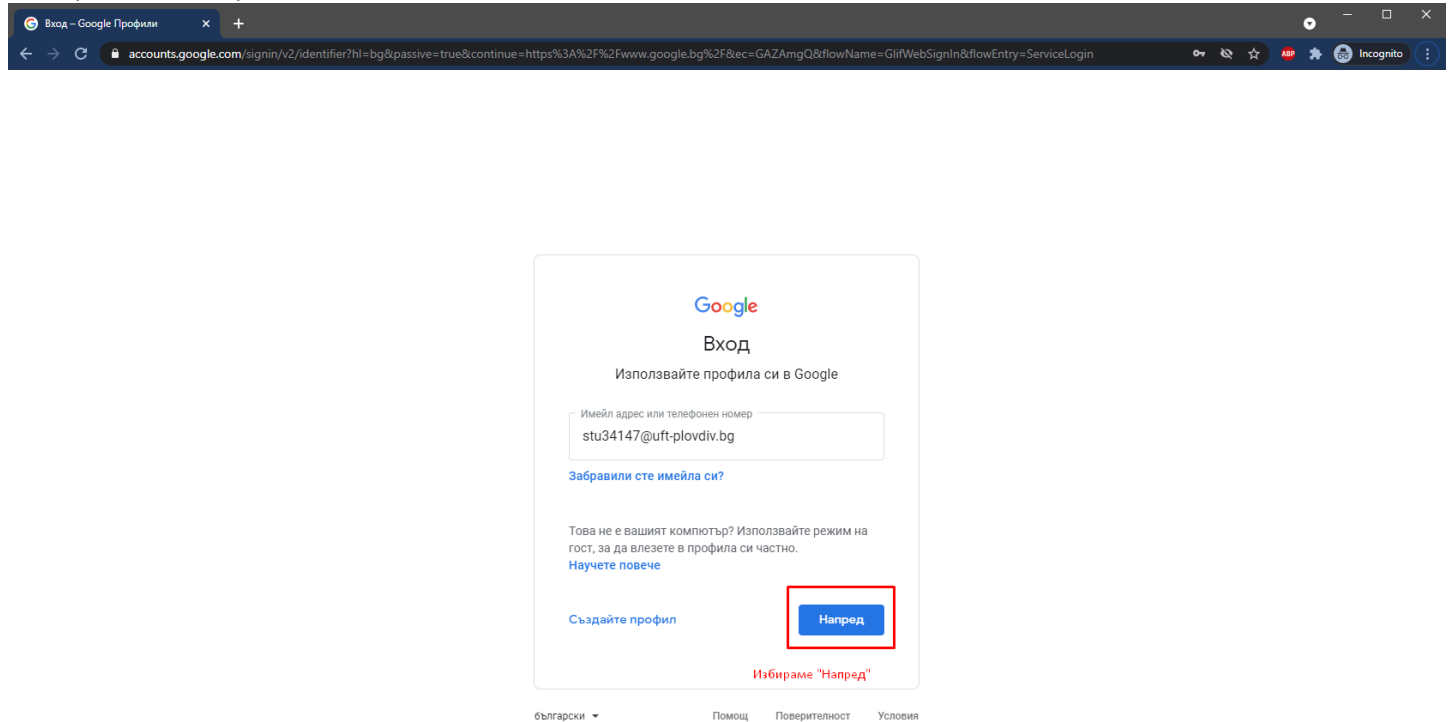 Вход – Google Профили
accounts.google.com/signin/v2/identifier?hl=bg&passive=true&continue=https%3A%2F%2Fwww.google.bg%2F&ec=GAZAmgQ&flowName=GlifWebSignIn&flowEntry=ServiceLogin
ABP
Incognito
Google
Вход
Използвайте профила си в Google
Имейл адрес или телефонен номер
stu34147@uft-plovdiv.bg
Забравили сте имейла си?
Това не е вашият компютър? Използвайте режим на
гост, за да влезете в профила си частно.
Научете повече
Създайте профил
Напред
Избираме "Напред"
български
Помощ Поверителност Условия